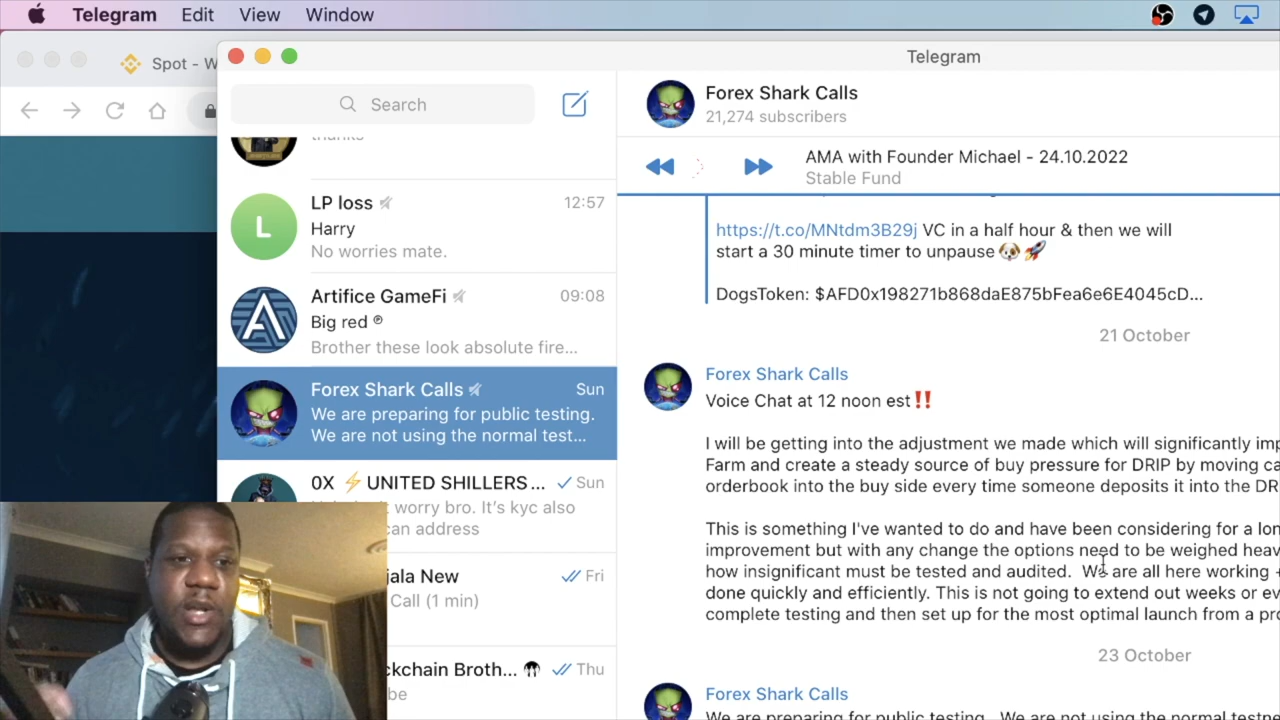 Telegram Edit View Window
Spot - W
Telegram
Search
thanks
LP loss 12:57
Harry
No worries mate.
Artifice GameFi 09:08
Big red ℗
Brother these look absolute fire...
Forex Shark Calls Sun
We are preparing for public testing.
We are not using the normal test...
0X ⚡ UNITED SHILLERS ... Sun
worry bro. It's kyc also
can address
jala New Fri
Call (1 min)
ckchain Broth... Thu
be
Forex Shark Calls
21,274 subscribers
AMA with Founder Michael - 24.10.2022
Stable Fund
https://t.co/MNtdm3B29j VC in a half hour & then we will
start a 30 minute timer to unpause 🐶🚀
DogsToken: $AFD0x198271b868daE875bFea6e6E4045cD...
21 October
Forex Shark Calls
Voice Chat at 12 noon est‼️
I will be getting into the adjustment we made which will significantly imp
Farm and create a steady source of buy pressure for DRIP by moving ca
orderbook into the buy side every time someone deposits it into the DR
This is something I've wanted to do and have been considering for a lon
improvement but with any change the options need to be weighed heav
how insignificant must be tested and audited. We are all here working +
done quickly and efficiently. This is not going to extend out weeks or ev
complete testing and then set up for the most optimal launch from a pro
23 October
Forex Shark Calls
We are preparing for public testing. We are not using the normal testne